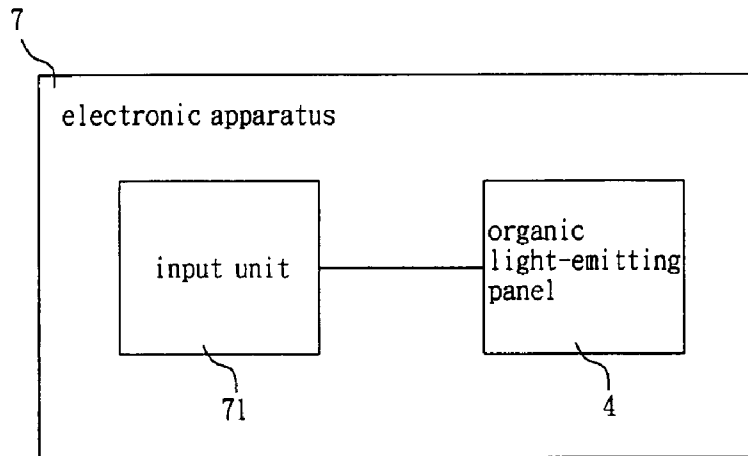 7
electronic apparatus
input unit
organic
light-emitting
panel
71
4